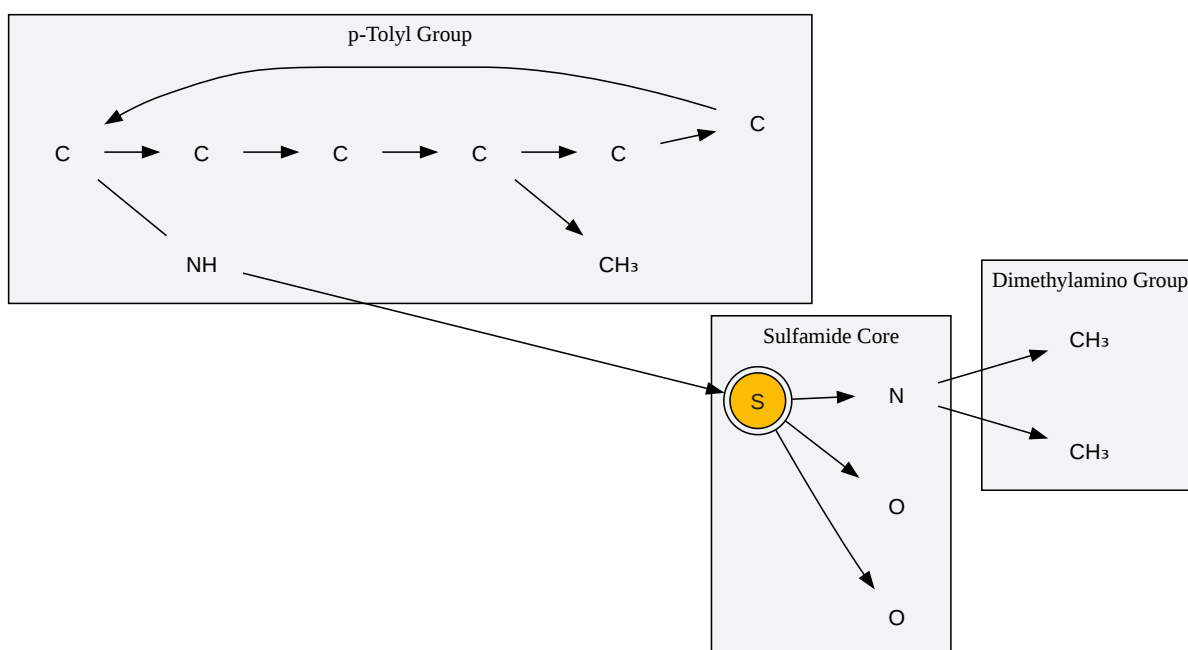 p-Tolyl Group
C
C
C
C
C
C
NH
CH₃
Sulfamide Core
S
N
O
O
Dimethylamino Group
CH₃
CH₃